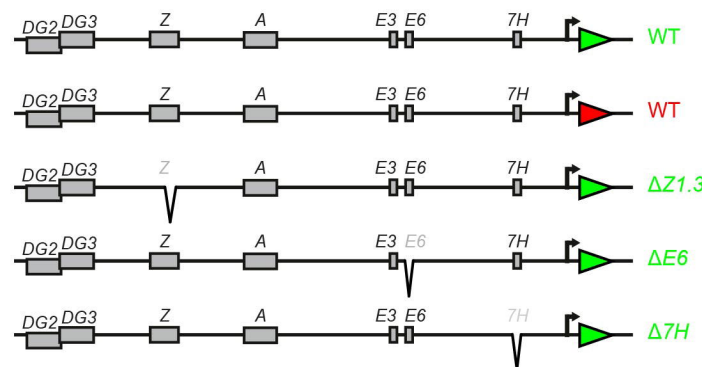 DG2 DG3 Z A E3 E6 7H WT
DG2 DG3 Z A E3 E6 7H WT
DG2 DG3 Z A E3 E6 7H ΔZ1.3
DG2 DG3 Z A E3 E6 7H ΔE6
DG2 DG3 Z A E3 E6 7H Δ7H